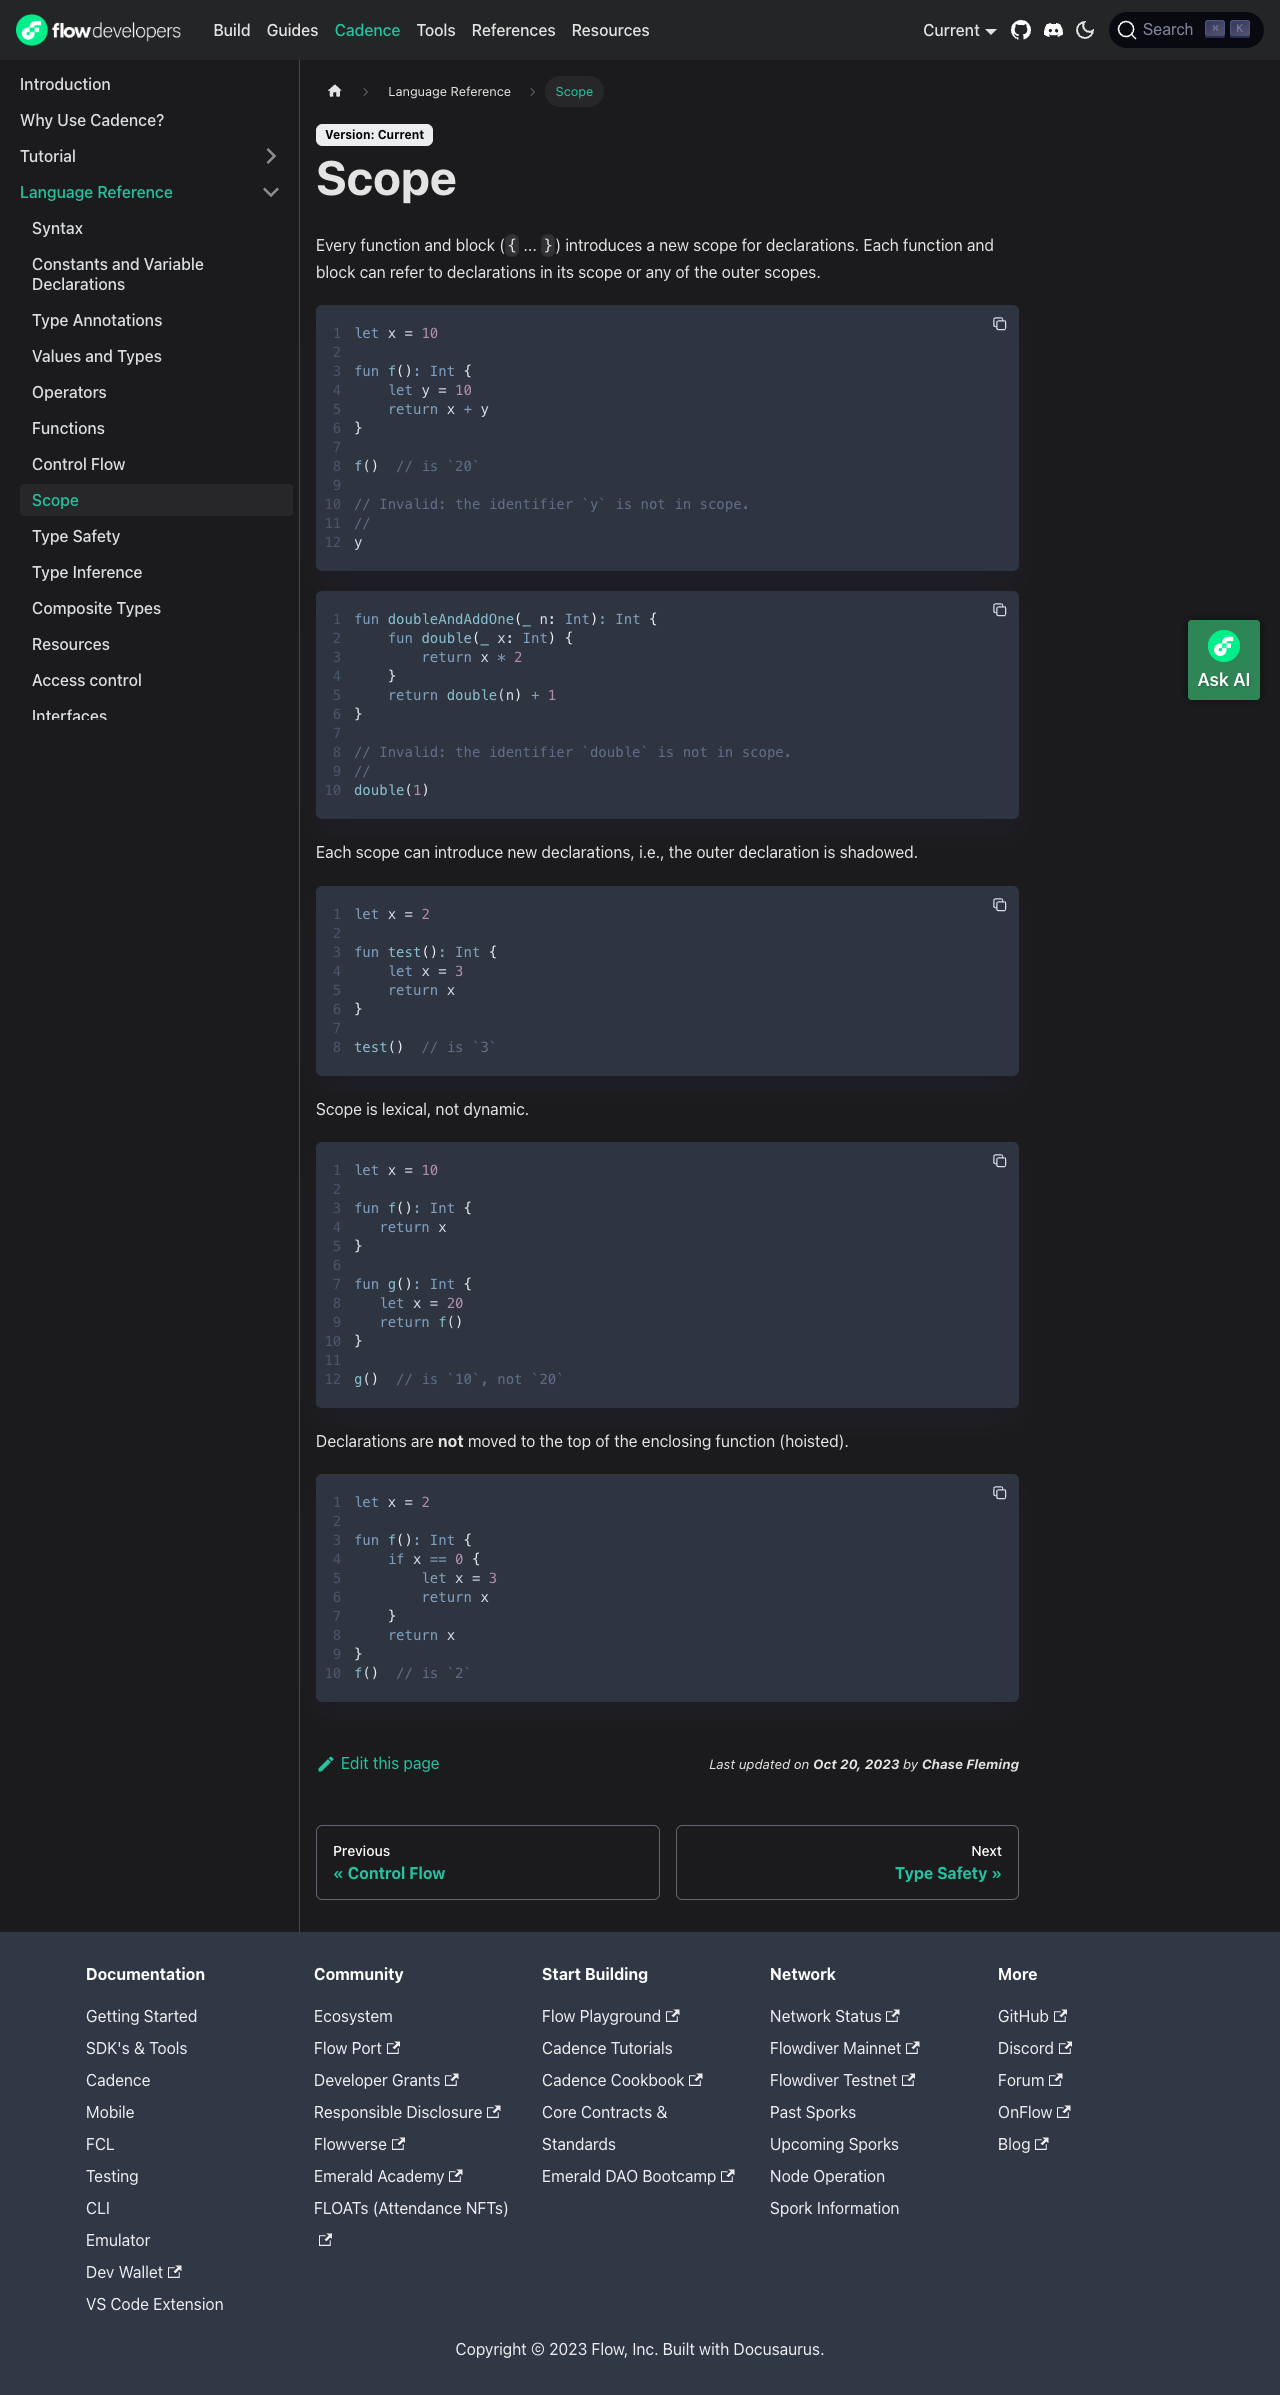 flowdevelopers Build Guides Cadence Tools References Resources Current Search ⌘ K
Introduction
Why Use Cadence?
Tutorial
Language Reference
Syntax
Constants and Variable
Declarations
Type Annotations
Values and Types
Operators
Functions
Control Flow
Scope
Type Safety
Type Inference
Composite Types
Resources
Access control
Interfaces
Language Reference Scope
Version: Current
Scope
Every function and block ({ ... }) introduces a new scope for declarations. Each function and
block can refer to declarations in its scope or any of the outer scopes.
1 let x = 10
2
3 fun f(): Int {
4     let y = 10
5     return x + y
6 }
7
8 f()  // is `20`
9
10 // Invalid: the identifier `y` is not in scope.
11 //
12 y
1 fun doubleAndAddOne(_ n: Int): Int {
2     fun double(_ x: Int) {
3         return x * 2
4     }
5     return double(n) + 1
6 }
7
8 // Invalid: the identifier `double` is not in scope.
9 //
10 double(1)
Each scope can introduce new declarations, i.e., the outer declaration is shadowed.
1 let x = 2
2
3 fun test(): Int {
4     let x = 3
5     return x
6 }
7
8 test()  // is `3`
Scope is lexical, not dynamic.
1 let x = 10
2
3 fun f(): Int {
4    return x
5 }
6
7 fun g(): Int {
8    let x = 20
9    return f()
10 }
11
12 g()  // is `10`, not `20`
Declarations are not moved to the top of the enclosing function (hoisted).
1 let x = 2
2
3 fun f(): Int {
4     if x == 0 {
5         let x = 3
6         return x
7     }
8     return x
9 }
10 f()  // is `2`
Ask AI
Edit this page Last updated on Oct 20, 2023 by Chase Fleming
Previous
« Control Flow
Next
Type Safety »
Documentation
Getting Started
SDK's & Tools
Cadence
Mobile
FCL
Testing
CLI
Emulator
Dev Wallet
VS Code Extension
Community
Ecosystem
Flow Port
Developer Grants
Responsible Disclosure
Flowverse
Emerald Academy
FLOATs (Attendance NFTs)
Start Building
Flow Playground
Cadence Tutorials
Cadence Cookbook
Core Contracts &
Standards
Emerald DAO Bootcamp
Network
Network Status
Flowdiver Mainnet
Flowdiver Testnet
Past Sporks
Upcoming Sporks
Node Operation
Spork Information
More
GitHub
Discord
Forum
OnFlow
Blog
Copyright © 2023 Flow, Inc. Built with Docusaurus.